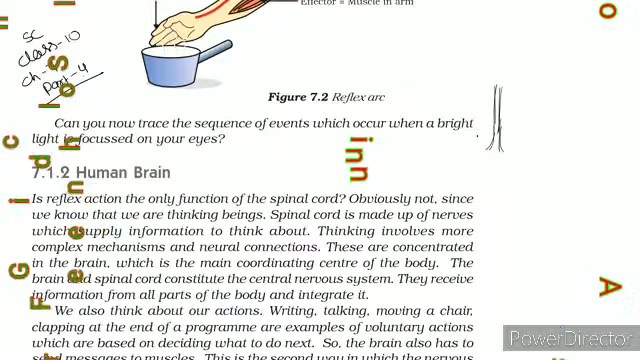 Effector = Muscle in arm
SC
class-10
ch-
Part-4
Figure 7.2 Reflex arc
Can you now trace the sequence of events which occur when a bright
light is focussed on your eyes?
7.1.2 Human Brain
Is reflex action the only function of the spinal cord? Obviously not, since
we know that we are thinking beings. Spinal cord is made up of nerves
which supply information to think about. Thinking involves more
complex mechanisms and neural connections. These are concentrated
in the brain, which is the main coordinating centre of the body. The
brain and spinal cord constitute the central nervous system. They receive
information from all parts of the body and integrate it.
We also think about our actions. Writing, talking, moving a chair,
clapping at the end of a programme are examples of voluntary actions
which are based on deciding what to do next. So, the brain also has to
send messages to muscles. This is the second way in which the nervous
PowerDirector